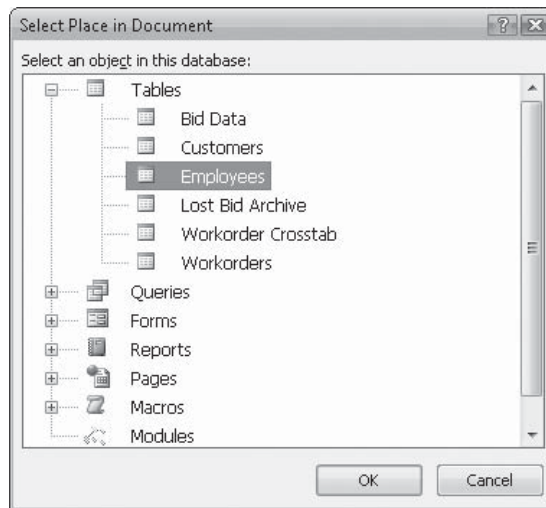 Select Place in Document
Select an object in this database:
Tables
Bid Data
Customers
Employees
Lost Bid Archive
Workorder Crosstab
Workorders
Queries
Forms
Reports
Pages
Macros
Modules
OK Cancel